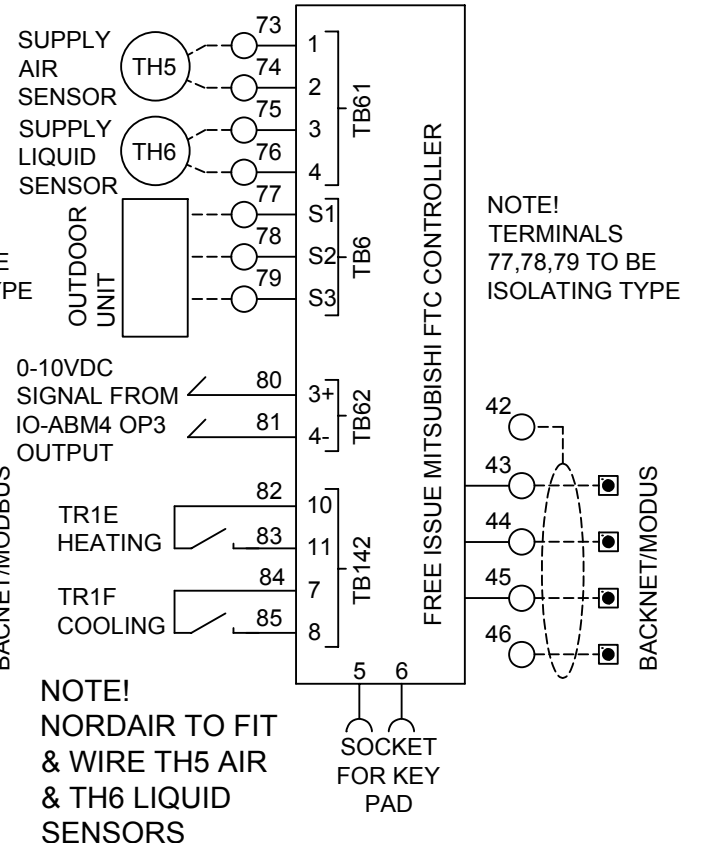 SUPPLY
AIR
SENSOR
TH5
73
74
1
2
SUPPLY
LIQUID
SENSOR
TH6
75
76
3
4
TB61
OUTDOOR
UNIT
77
78
79
S1
S2
S3
TB6
E
PE
0-10VDC
SIGNAL FROM
IO-ABM4 OP3
OUTPUT
80
81
3+
4-
TB62
BACNET/MODBUS
TR1E
HEATING
82
83
10
11
TR1F
COOLING
84
85
7
8
TB142
FREE ISSUE MITSUBISHI FTC CONTROLLER
NOTE!
TERMINALS
77,78,79 TO BE
ISOLATING TYPE
42
43
44
45
46
BACKNET/MODUS
5 6
SOCKET
FOR KEY
PAD
NOTE!
NORDAIR TO FIT
& WIRE TH5 AIR
& TH6 LIQUID
SENSORS